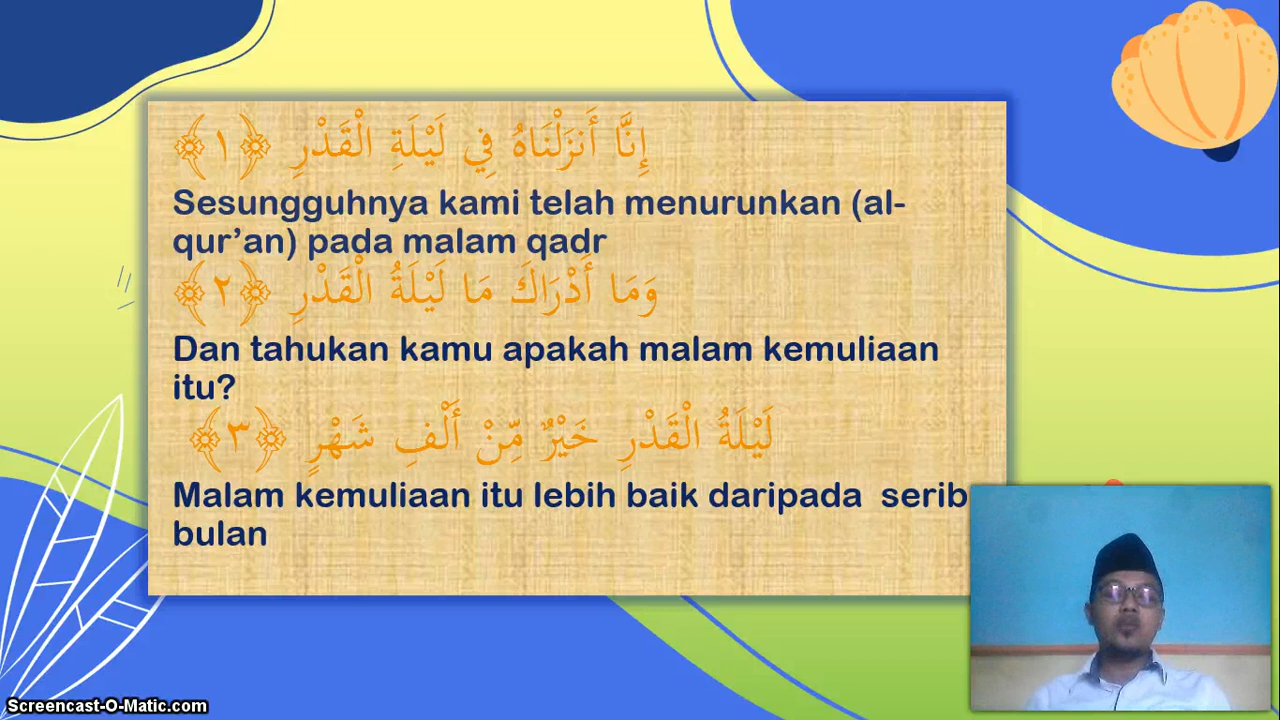 إِنَّا أَنزَلْنَاهُ فِي لَيْلَةِ الْقَدْرِ ﴿١﴾
Sesungguhnya kami telah menurunkan (al-
qur’an) pada malam qadr
وَمَا أَدْرَاكَ مَا لَيْلَةُ الْقَدْرِ ﴿٢﴾
Dan tahukan kamu apakah malam kemuliaan
itu?
لَيْلَةُ الْقَدْرِ خَيْرٌ مِّنْ أَلْفِ شَهْرٍ ﴿٣﴾
Malam kemuliaan itu lebih baik daripada serib
bulan
Screencast-O-Matic.com